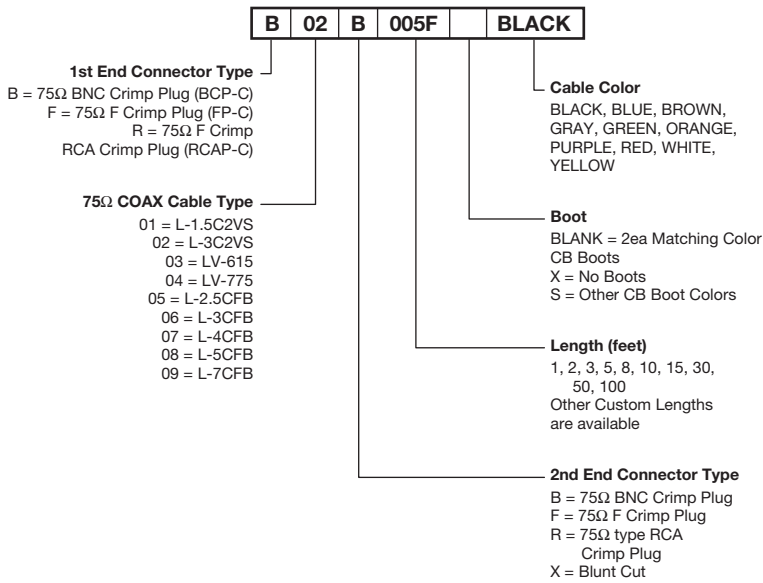 B 02 B 005F BLACK
1st End Connector Type
B = 75Ω BNC Crimp Plug (BCP-C)
F = 75Ω F Crimp Plug (FP-C)
R = 75Ω F Crimp
RCA Crimp Plug (RCAP-C)
75Ω COAX Cable Type
01 = L-1.5C2VS
02 = L-3C2VS
03 = LV-615
04 = LV-775
05 = L-2.5CFB
06 = L-3CFB
07 = L-4CFB
08 = L-5CFB
09 = L-7CFB
Cable Color
BLACK, BLUE, BROWN,
GRAY, GREEN, ORANGE,
PURPLE, RED, WHITE,
YELLOW
Boot
BLANK = 2ea Matching Color
CB Boots
X = No Boots
S = Other CB Boot Colors
Length (feet)
1, 2, 3, 5, 8, 10, 15, 30,
50, 100
Other Custom Lengths
are available
2nd End Connector Type
B = 75Ω BNC Crimp Plug
F = 75Ω F Crimp Plug
R = 75Ω type RCA
Crimp Plug
X = Blunt Cut